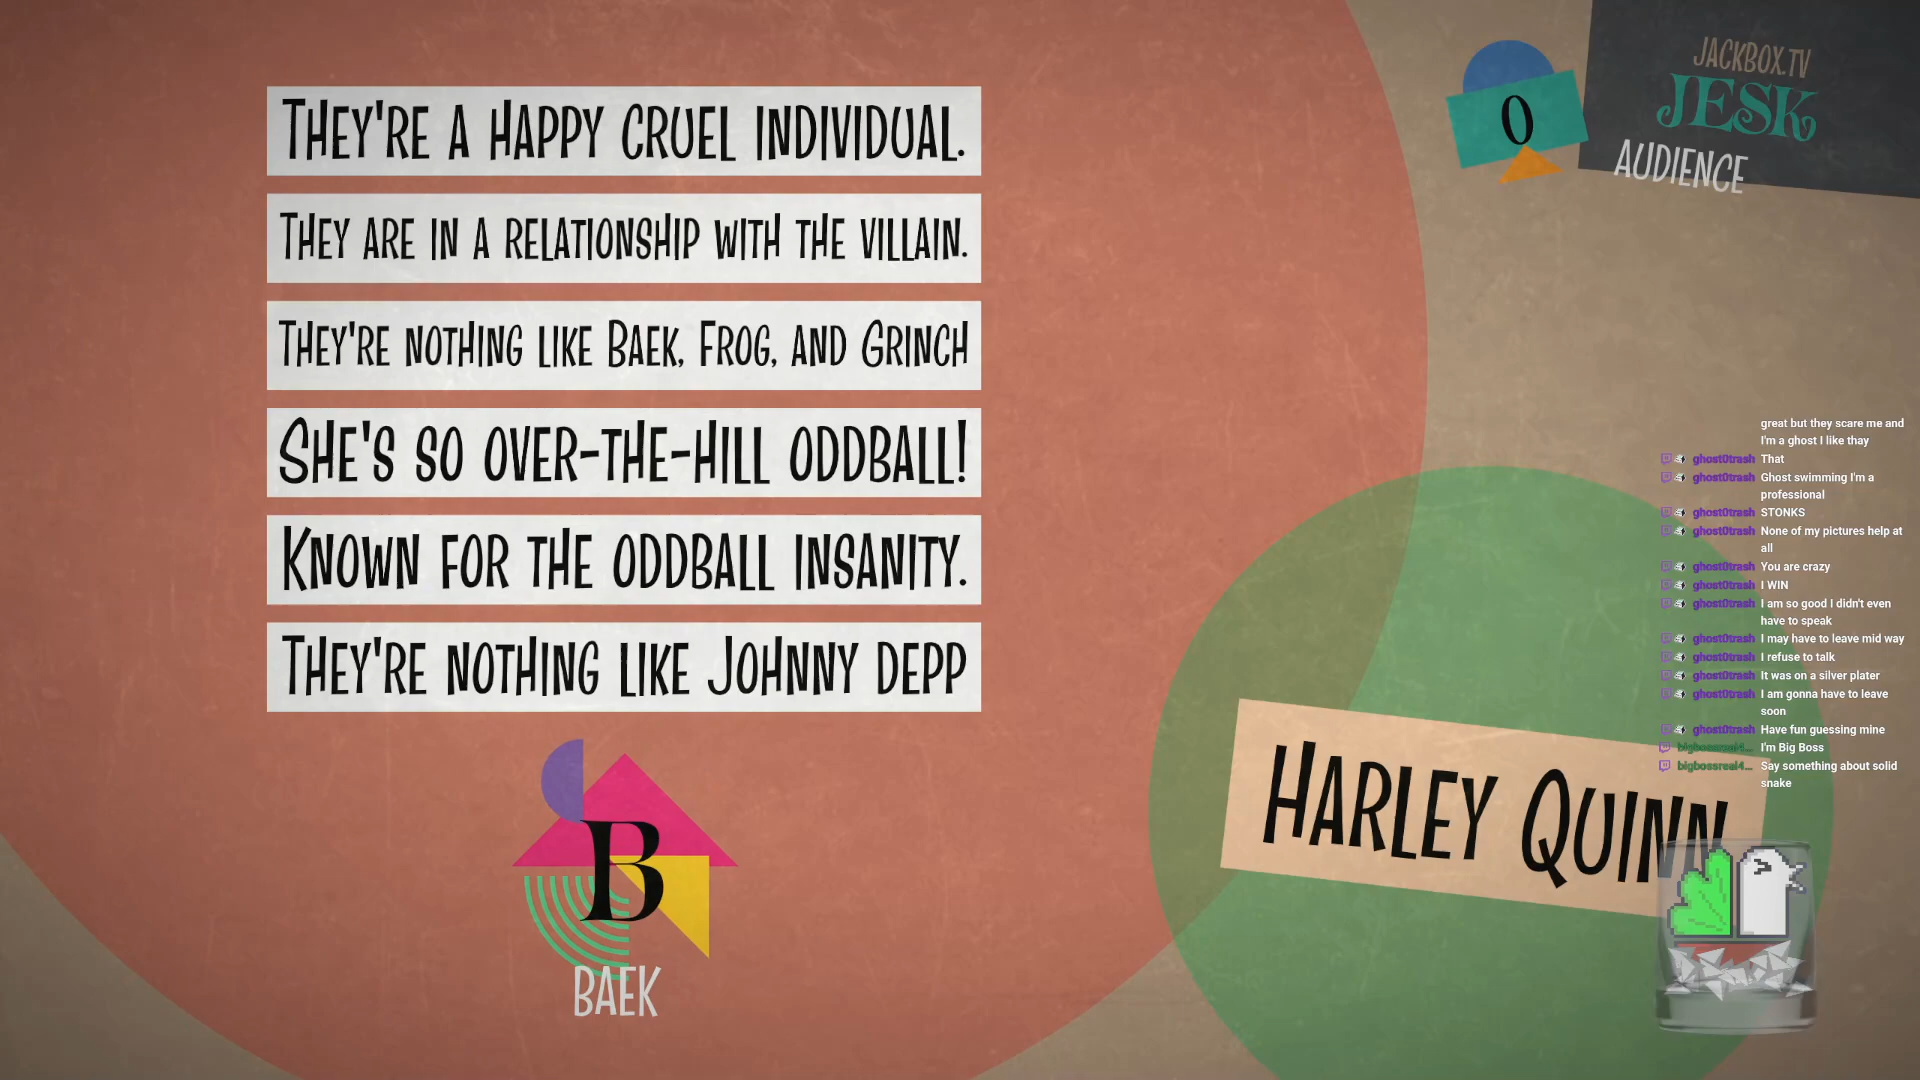 THEY'RE A HAPPY CRUEL INDIVIDUAL.
THEY ARE IN A RELATIONSHIP WITH THE VILLAIN.
THEY'RE NOTHING LIKE BAEK, FROG, AND GRINCH
SHE'S SO OVER-THE-HILL ODDBALL!
KNOWN FOR THE ODDBALL INSANITY.
THEY'RE NOTHING LIKE JOHNNY DEPP
B
BAEK
0
JACKBOX.TV
JESK
AUDIENCE
great but they scare me and
I'm a ghost I like thay
ghost0trash That
ghost0trash Ghost swimming I'm a
professional
ghost0trash STONKS
ghost0trash None of my pictures help at
all
ghost0trash You are crazy
ghost0trash I WIN
ghost0trash I am so good I didn't even
have to speak
ghost0trash I may have to leave mid way
ghost0trash I refuse to talk
ghost0trash It was on a silver plater
ghost0trash I am gonna have to leave
soon
ghost0trash Have fun guessing mine
bigbossreal4... I'm Big Boss
bigbossreal4... Say something about solid
snake
HARLEY QUINN